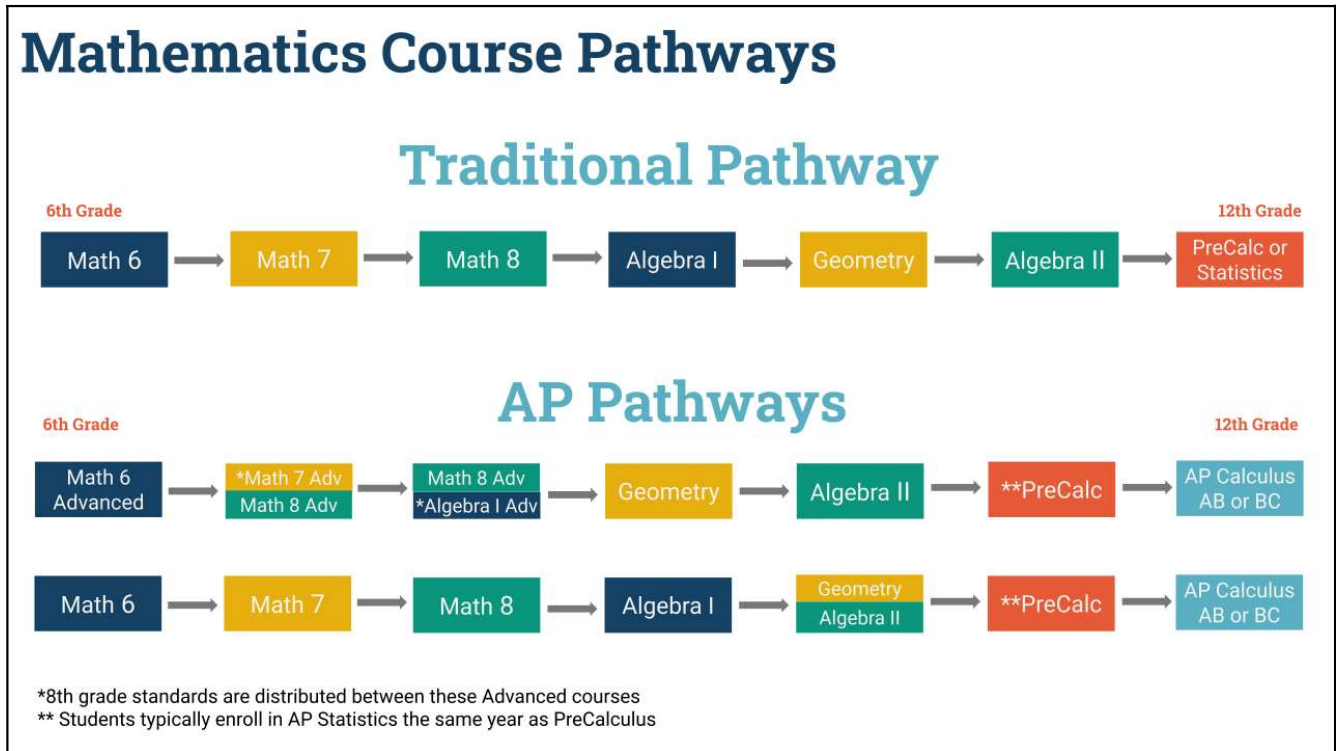 Mathematics Course Pathways
Traditional Pathway
6th Grade
12th Grade
Math 6
Math 7
Math 8
Algebra I
Geometry
Algebra II
PreCalc or
Statistics
AP Pathways
6th Grade
12th Grade
Math 6
Advanced
*Math 7 Adv
Math 8 Adv
Math 8 Adv
*Algebra I Adv
Geometry
Algebra II
**PreCalc
AP Calculus
AB or BC
Math 6
Math 7
Math 8
Algebra I
Geometry
Algebra II
**PreCalc
AP Calculus
AB or BC
*8th grade standards are distributed between these Advanced courses
** Students typically enroll in AP Statistics the same year as PreCalculus